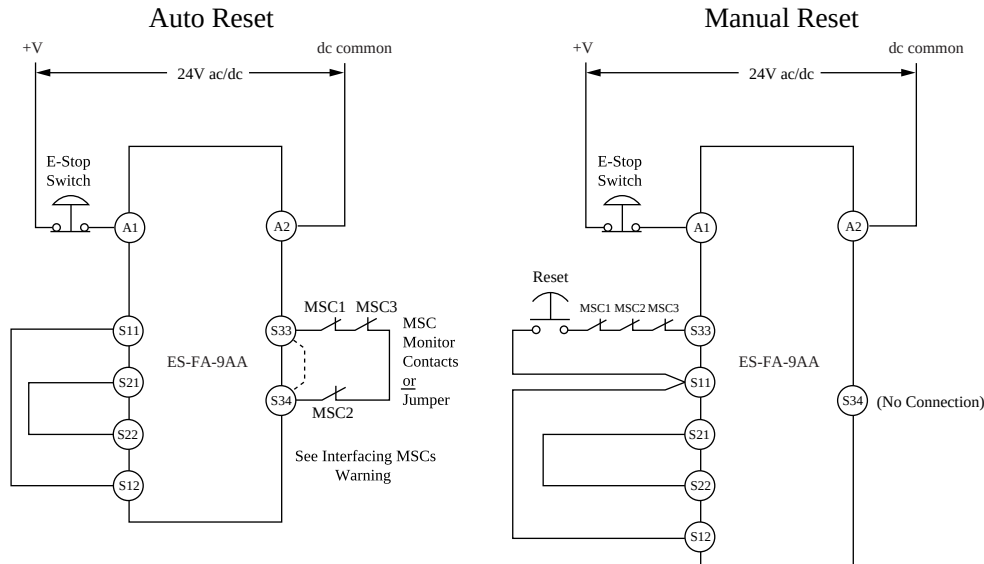 Auto Reset
+V
dc common
24V ac/dc
E-Stop
Switch
A1
A2
S11
S33
MSC1
MSC3
MSC
Monitor
Contacts
or
Jumper
ES-FA-9AA
S21
S34
MSC2
S22
S12
See Interfacing MSCs
Warning
Manual Reset
+V
dc common
24V ac/dc
E-Stop
Switch
A1
A2
Reset
MSC1
MSC2
MSC3
S33
ES-FA-9AA
S11
S34
(No Connection)
S21
S22
S12